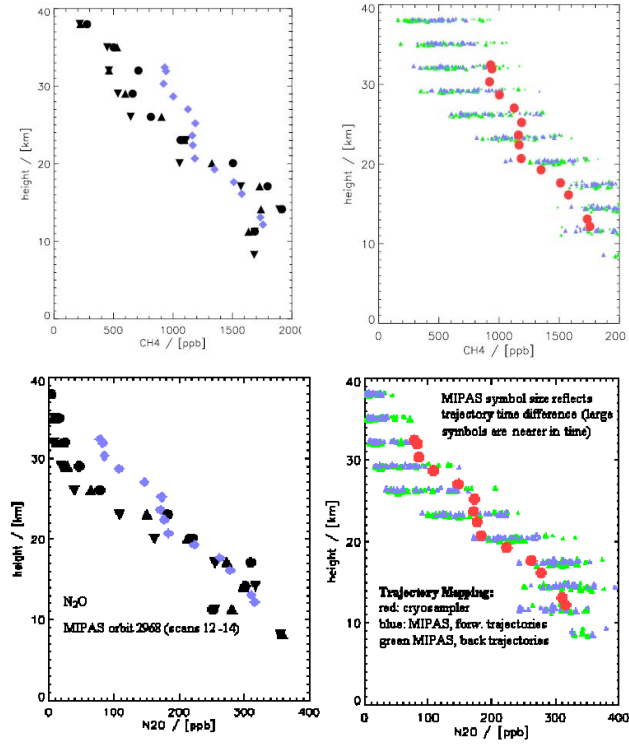 40
30
20
10
0
height / [km]
0
500
1000
1500
2000
CH4 / [ppb]
40
30
20
10
0
height / [km]
0
500
1000
1500
200
CH4 / [ppb]
40
30
20
10
0
height / [km]
N2O
MIPAS orbit 2968 (scans 12 -14)
0
100
200
300
400
N2O / [ppb]
40
30
20
10
0
height / [km]
MIPAS symbol size reflects
trajectory time difference (large
symbols are nearer in time)
Trajectory Mapping:
red: cryosampler
blue: MIPAS, forw. trajectories
green MIPAS, back trajectories
0
100
200
300
400
N2O / [ppb]